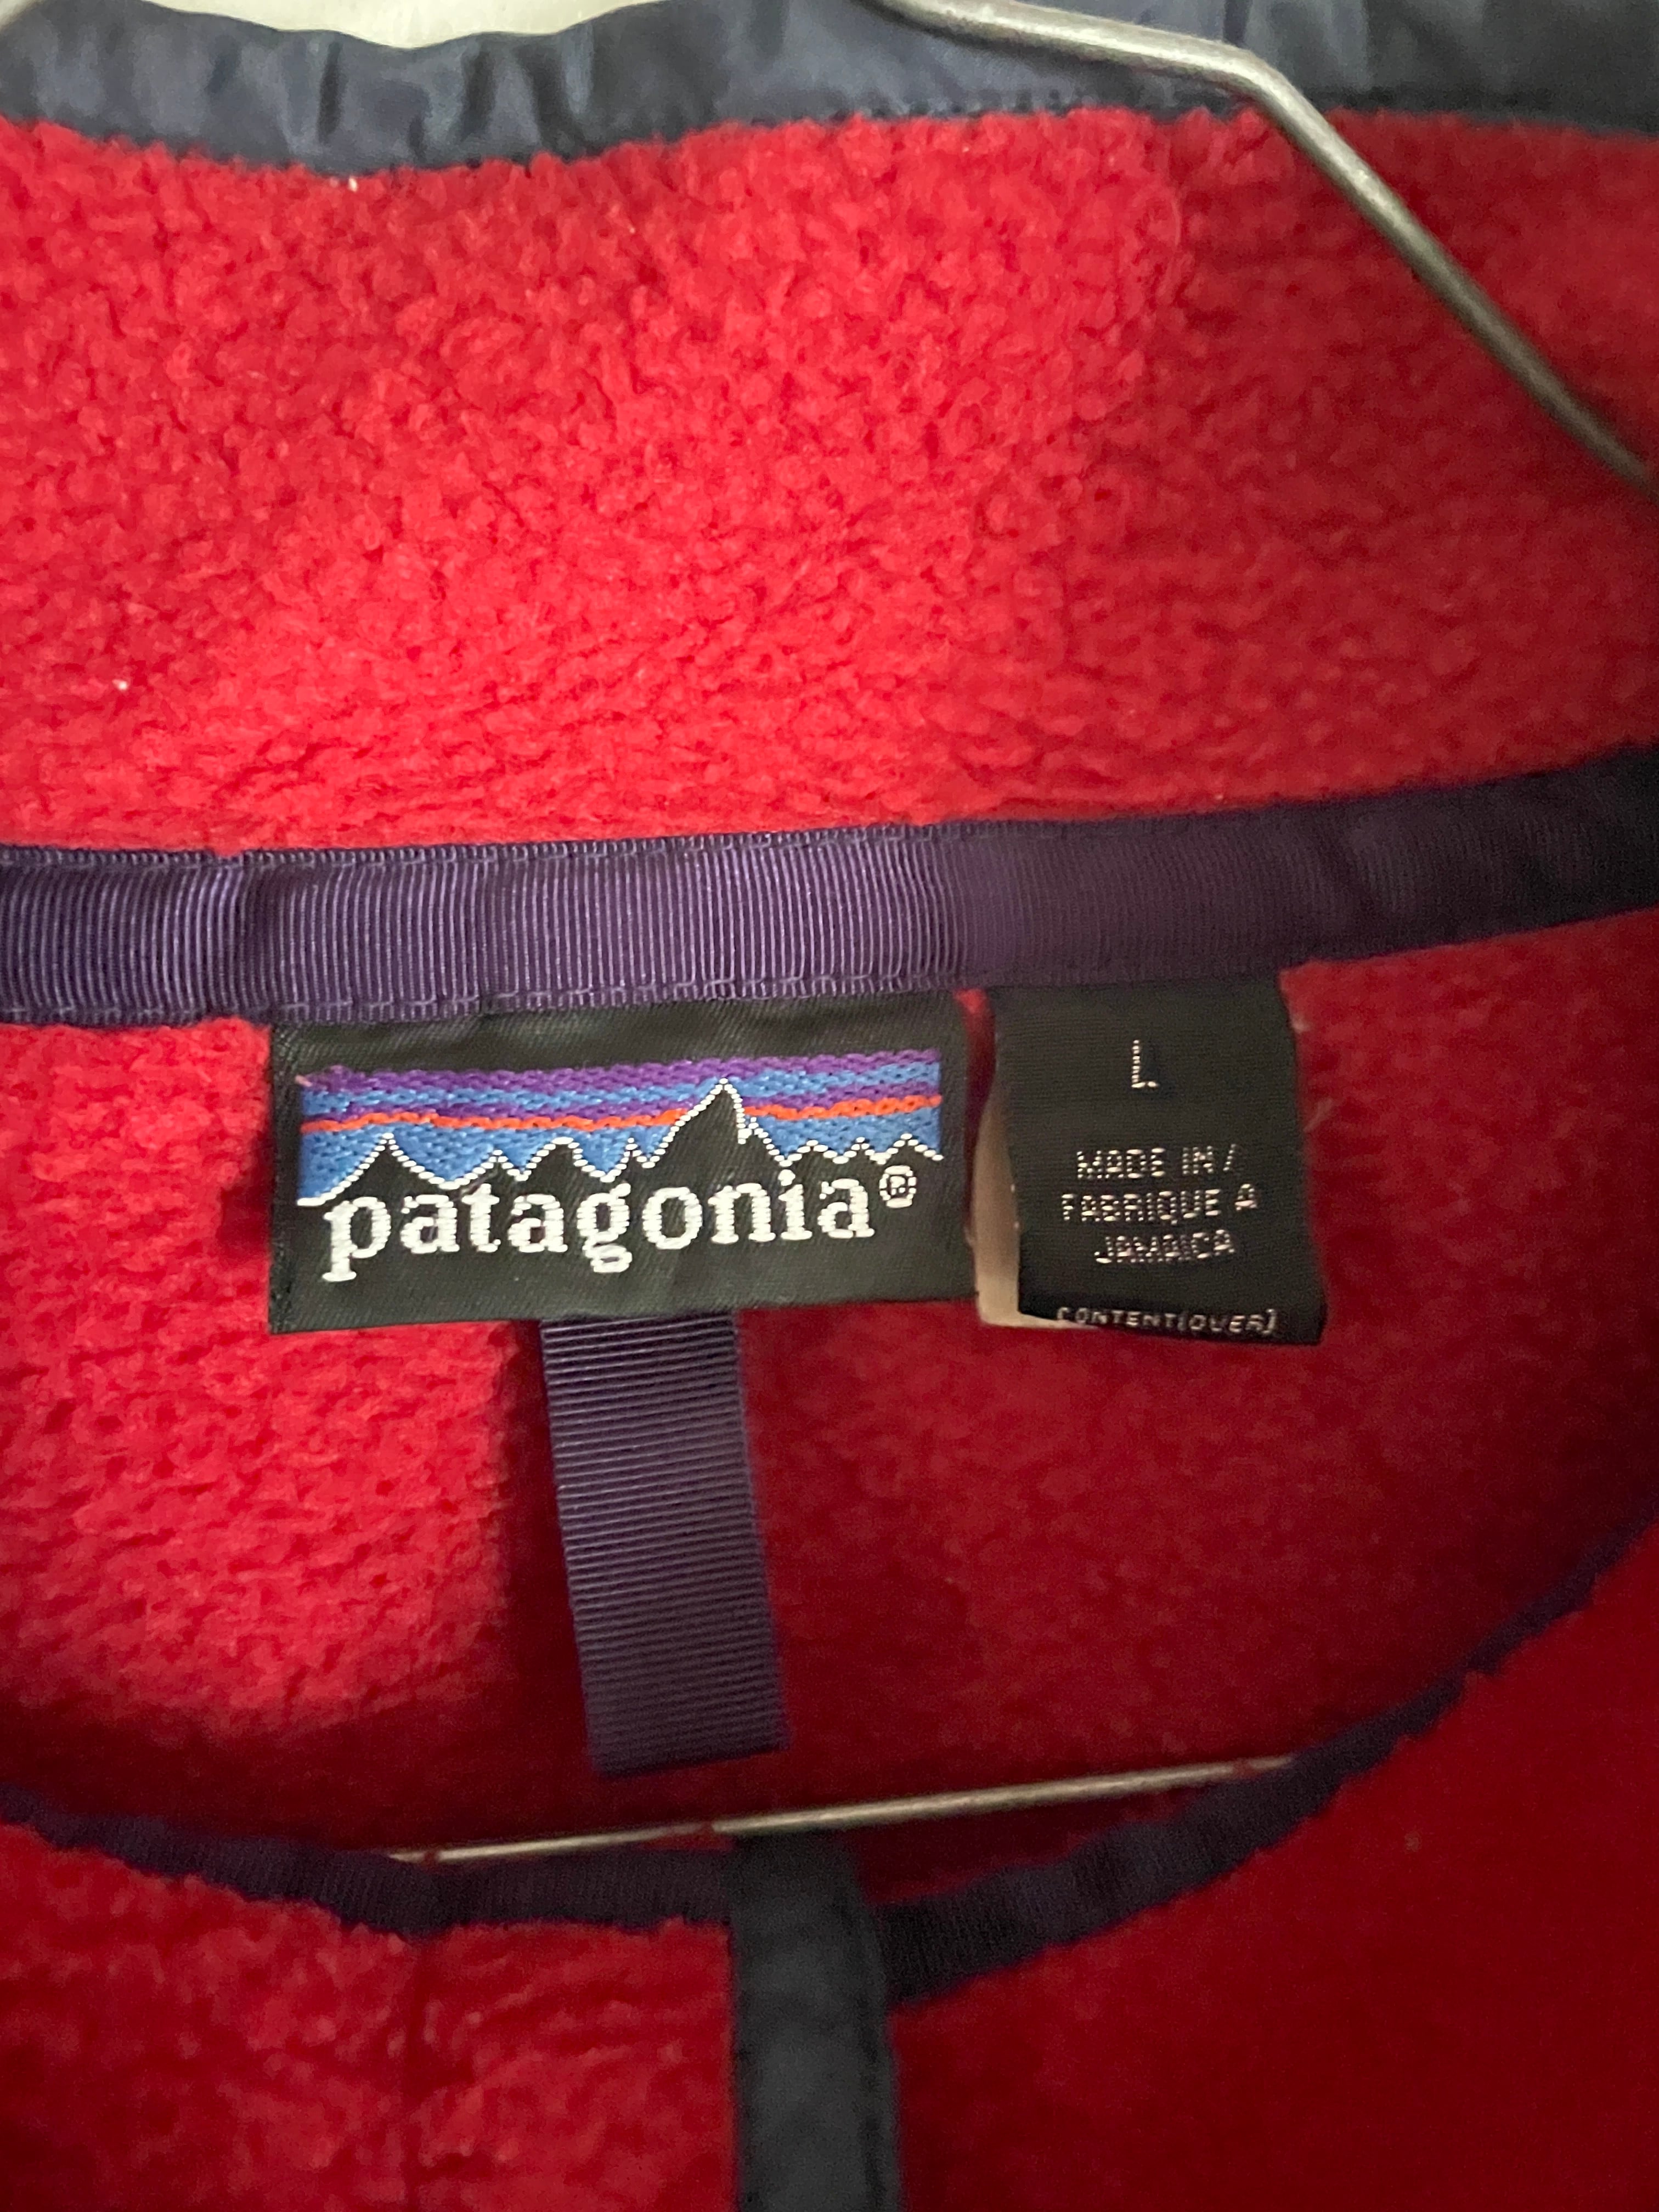 patagonia®
L
MADE IN /
FABRIQUE A
JAMAICA
CONTENT(OVER)